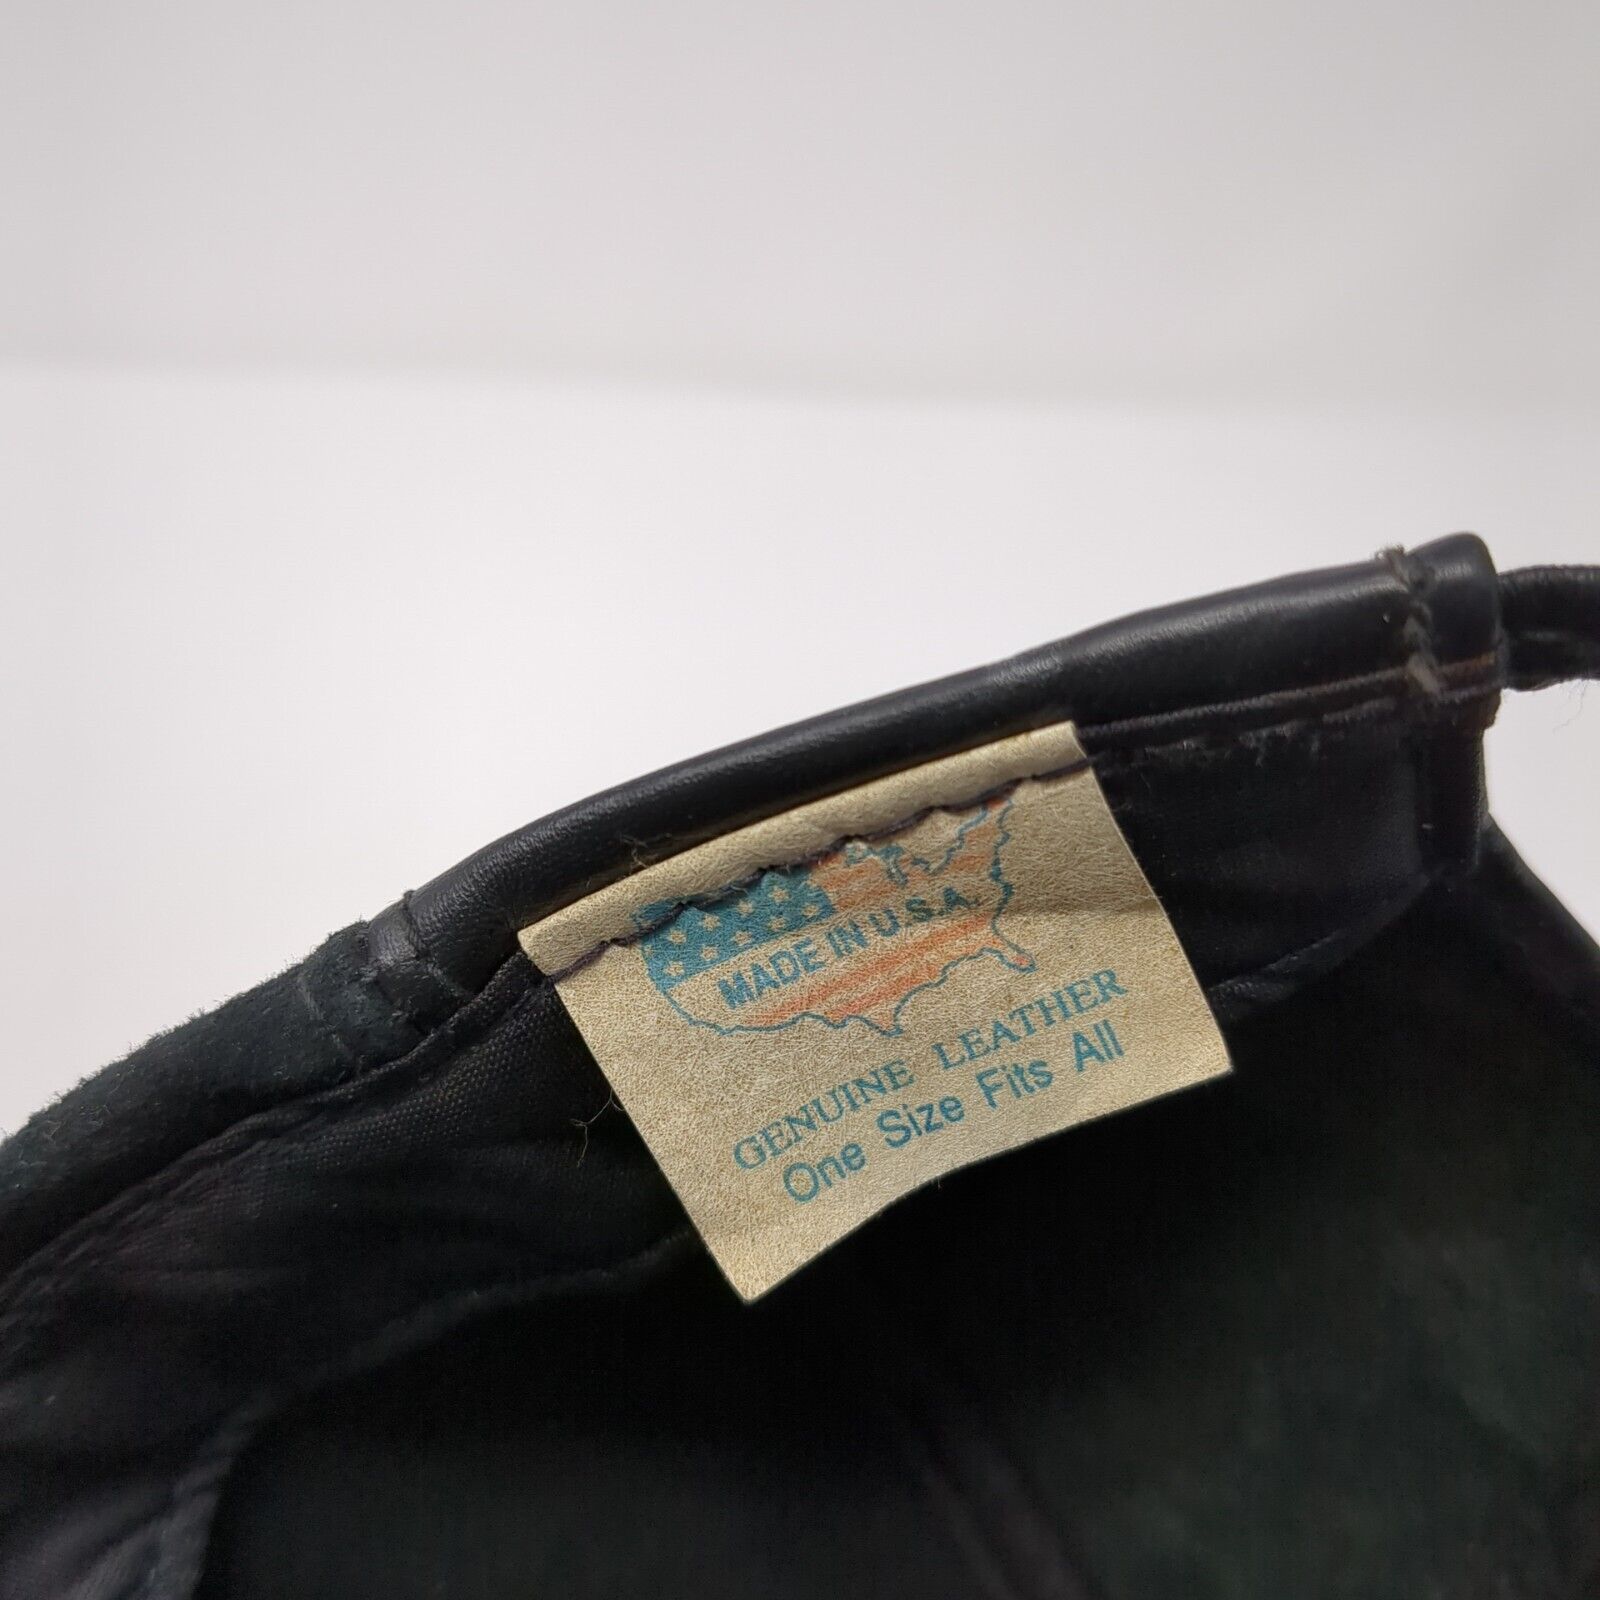 MADE IN U.S.A.
GENUINE LEATHER
One Size Fits All